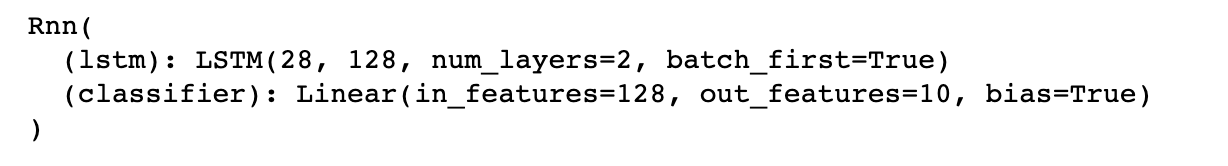 Rnn(
  (lstm): LSTM(28, 128, num_layers=2, batch_first=True)
  (classifier): Linear(in_features=128, out_features=10, bias=True)
)